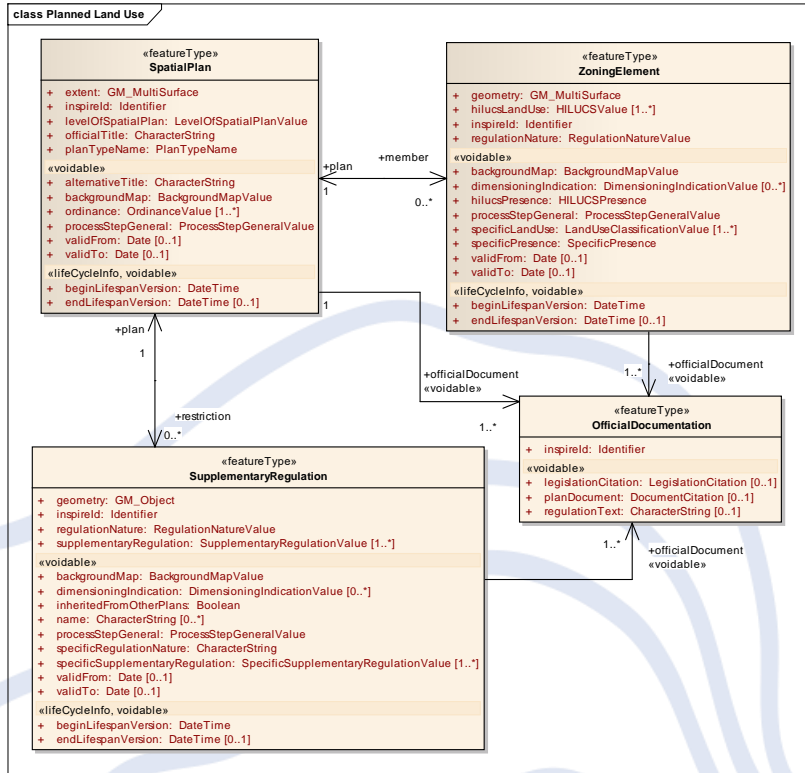 class Planned Land Use
«featureType»
SpatialPlan
+ extent: GM_MultiSurface
+ inspireId: Identifier
+ levelOfSpatialPlan: LevelOfSpatialPlanValue
+ officialTitle: CharacterString
+ planTypeName: PlanTypeName
«voidable»
+ alternativeTitle: CharacterString
+ backgroundMap: BackgroundMapValue
+ ordinance: OrdinanceValue [1..*]
+ processStepGeneral: ProcessStepGeneralValue
+ validFrom: Date [0..1]
+ validTo: Date [0..1]
«lifeCycleInfo, voidable»
+ beginLifespanVersion: DateTime
+ endLifespanVersion: DateTime [0..1]
«featureType»
ZoningElement
+ geometry: GM_MultiSurface
+ hilucsLandUse: HILUCSValue [1..*]
+ inspireId: Identifier
+ regulationNature: RegulationNatureValue
«voidable»
+ backgroundMap: BackgroundMapValue
+ dimensioningIndication: DimensioningIndicationValue [0..*]
+ hilucsPresence: HILUCSPresence
+ processStepGeneral: ProcessStepGeneralValue
+ specificLandUse: LandUseClassificationValue [1..*]
+ specificPresence: SpecificPresence
+ validFrom: Date [0..1]
+ validTo: Date [0..1]
«lifeCycleInfo, voidable»
+ beginLifespanVersion: DateTime
+ endLifespanVersion: DateTime [0..1]
+plan
1
+member
0..*
1
+officialDocument
«voidable»
1..*
1..*
+officialDocument
«voidable»
+plan
1
+restriction
0..*
«featureType»
OfficialDocumentation
+ inspireId: Identifier
«voidable»
+ legislationCitation: LegislationCitation [0..1]
+ planDocument: DocumentCitation [0..1]
+ regulationText: CharacterString [0..1]
1..*
+officialDocument
«voidable»
«featureType»
SupplementaryRegulation
+ geometry: GM_Object
+ inspireId: Identifier
+ regulationNature: RegulationNatureValue
+ supplementaryRegulation: SupplementaryRegulationValue [1..*]
«voidable»
+ backgroundMap: BackgroundMapValue
+ dimensioningIndication: DimensioningIndicationValue [0..*]
+ inheritedFromOtherPlans: Boolean
+ name: CharacterString [0..*]
+ processStepGeneral: ProcessStepGeneralValue
+ specificRegulationNature: CharacterString
+ specificSupplementaryRegulation: SpecificSupplementaryRegulationValue [1..*]
+ validFrom: Date [0..1]
+ validTo: Date [0..1]
«lifeCycleInfo, voidable»
+ beginLifespanVersion: DateTime
+ endLifespanVersion: DateTime [0..1]